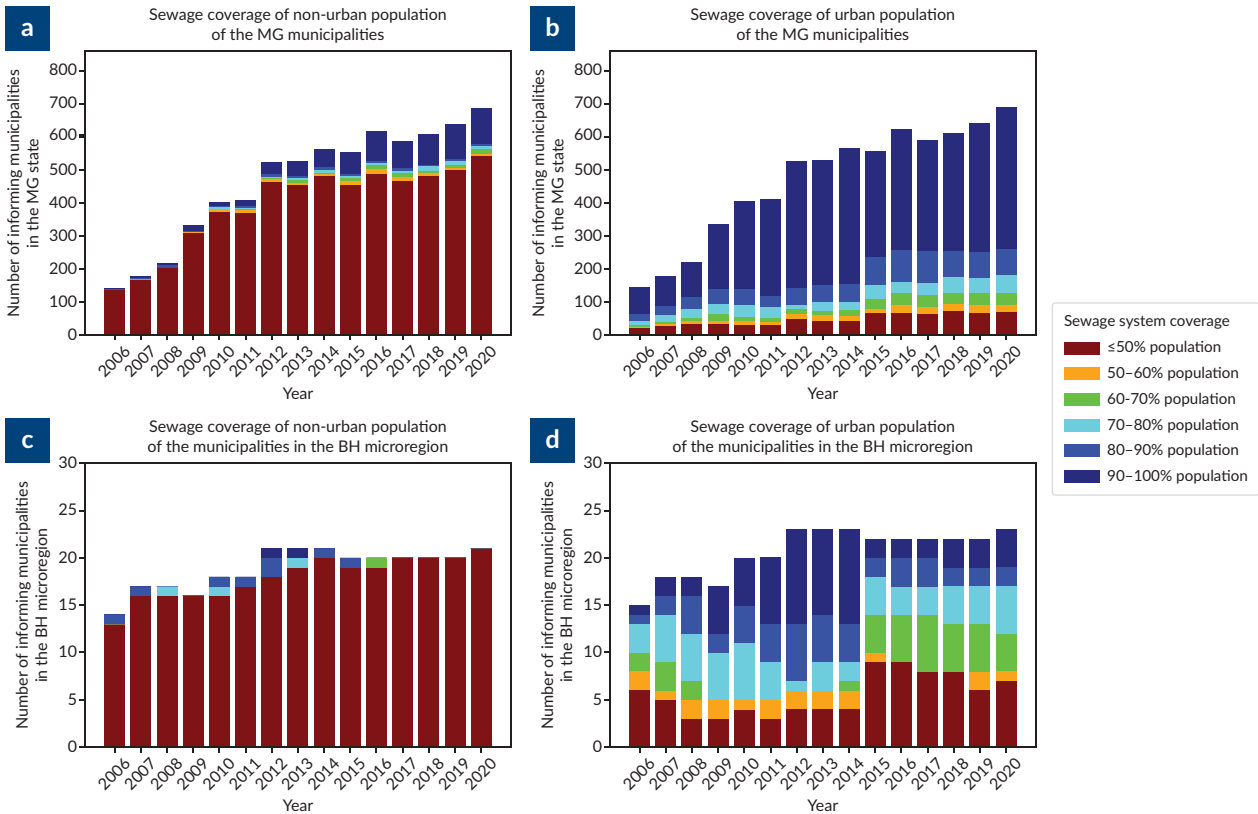 a
Sewage coverage of non-urban population
of the MG municipalities
Number of informing municipalities
in the MG state
800
700
600
500
400
300
200
100
0
2006
2007
2008
2009
2010
2011
2012
2013
2014
2015
2016
2017
2018
2019
2020
Year
b
Sewage coverage of urban population
of the MG municipalities
Number of informing municipalities
in the MG state
800
700
600
500
400
300
200
100
0
2006
2007
2008
2009
2010
2011
2012
2013
2014
2015
2016
2017
2018
2019
2020
Year
Sewage system coverage
≤50% population
50–60% population
60-70% population
70–80% population
80–90% population
90–100% population
c
Sewage coverage of non-urban population
of the municipalities in the BH microregion
Number of informing municipalities
in the BH microregion
30
25
20
15
10
5
0
2006
2007
2008
2009
2010
2011
2012
2013
2014
2015
2016
2017
2018
2019
2020
Year
d
Sewage coverage of urban population
of the municipalities in the BH microregion
Number of informing municipalities
in the BH microregion
30
25
20
15
10
5
0
2006
2007
2008
2009
2010
2011
2012
2013
2014
2015
2016
2017
2018
2019
2020
Year